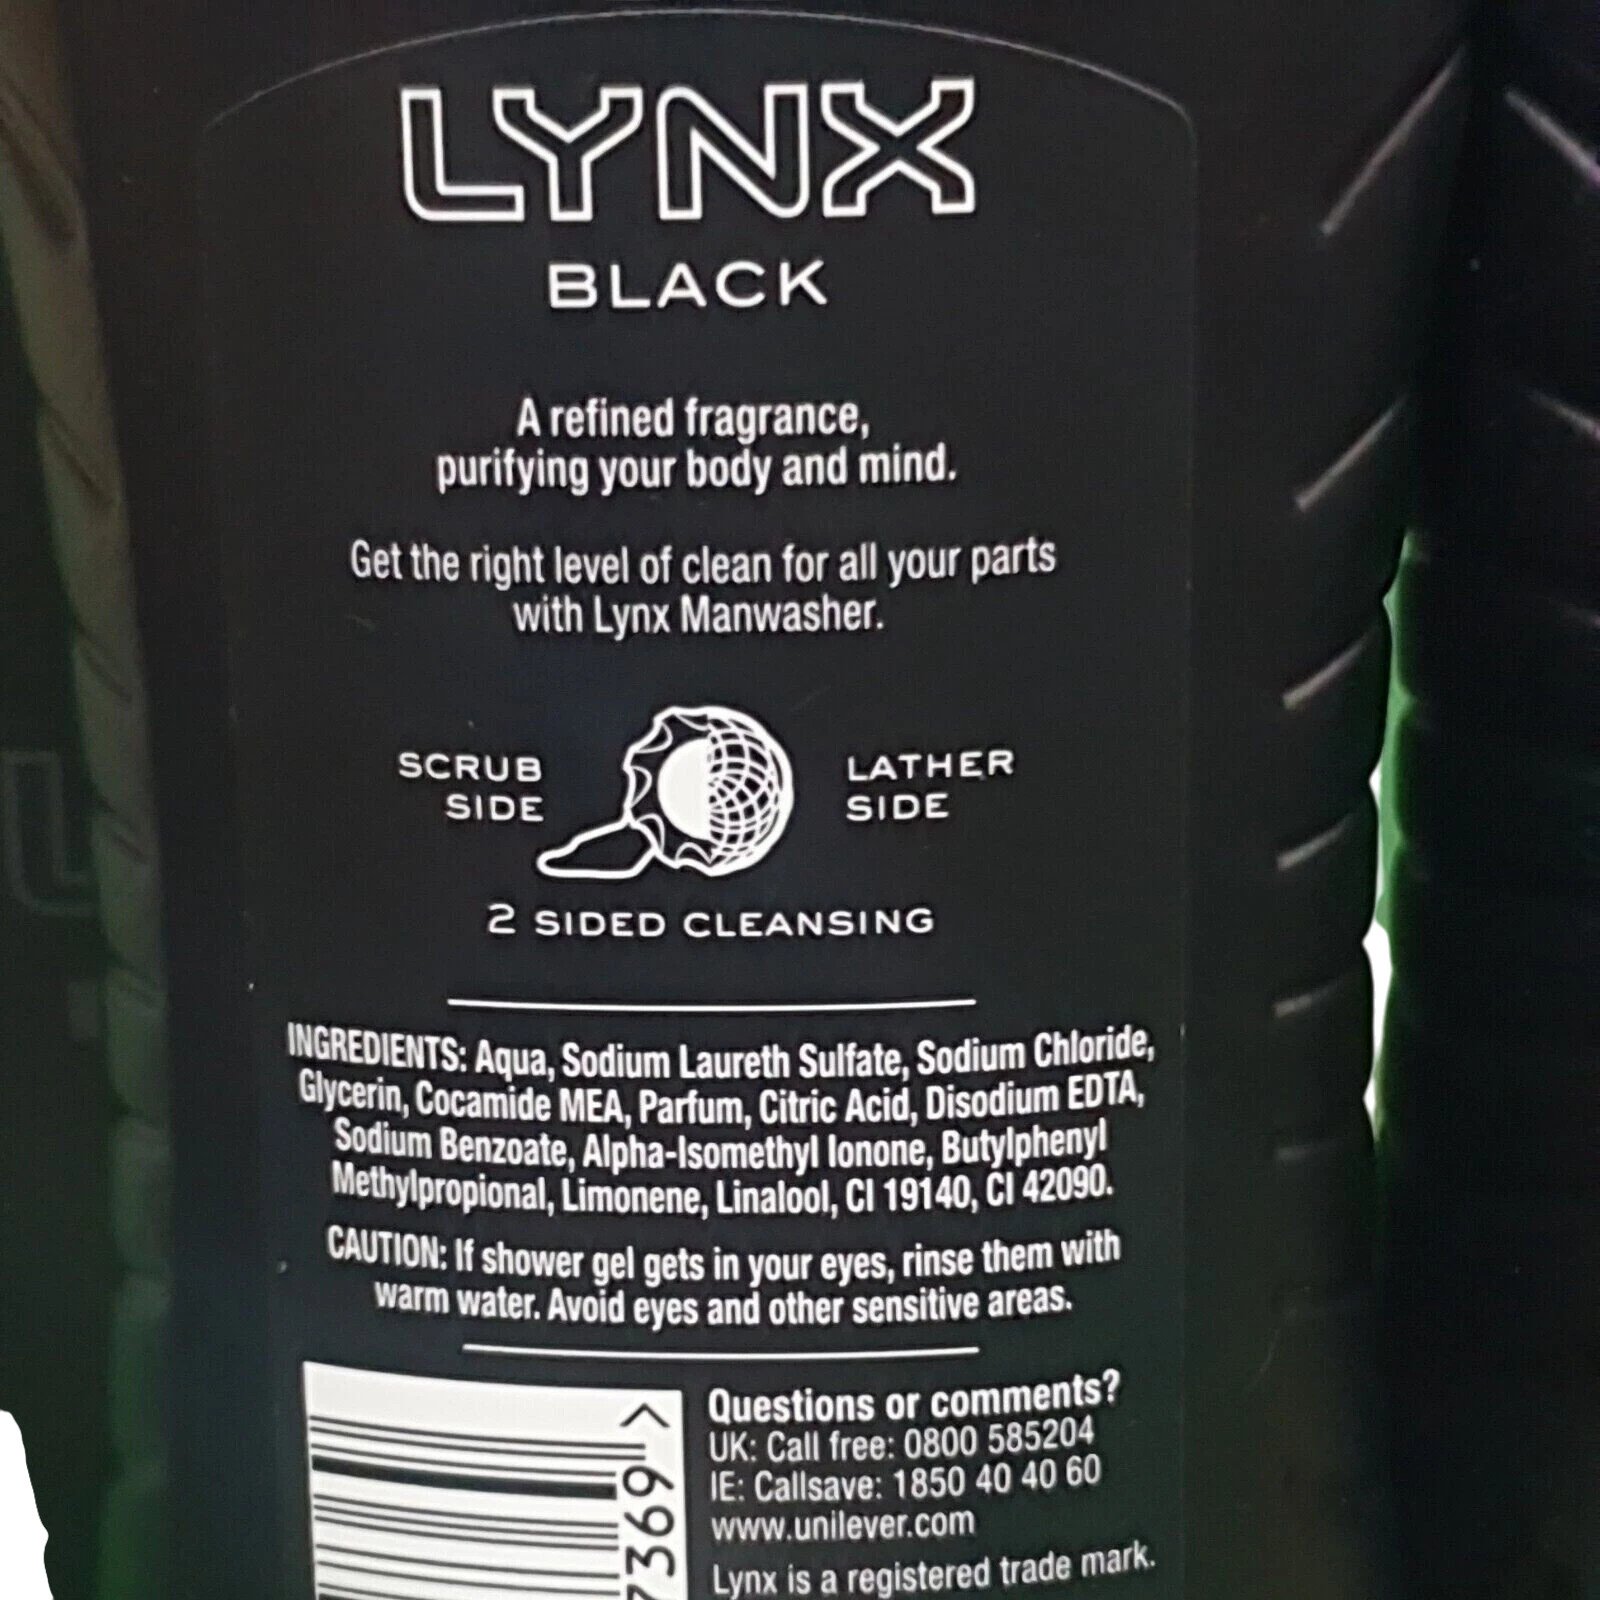 LYNX
BLACK
A refined fragrance,
purifying your body and mind.
Get the right level of clean for all your parts
with Lynx Manwasher.
SCRUB
SIDE
LATHER
SIDE
2 SIDED CLEANSING
INGREDIENTS: Aqua, Sodium Laureth Sulfate, Sodium Chloride,
Glycerin, Cocamide MEA, Parfum, Citric Acid, Disodium EDTA,
Sodium Benzoate, Alpha-Isomethyl Ionone, Butylphenyl
Methylpropional, Limonene, Linalool, CI 19140, CI 42090.
CAUTION: If shower gel gets in your eyes, rinse them with
warm water. Avoid eyes and other sensitive areas.
Questions or comments?
UK: Call free: 0800 585204
IE: Callsave: 1850 40 40 60
www.unilever.com
Lynx is a registered trade mark.
7369 >